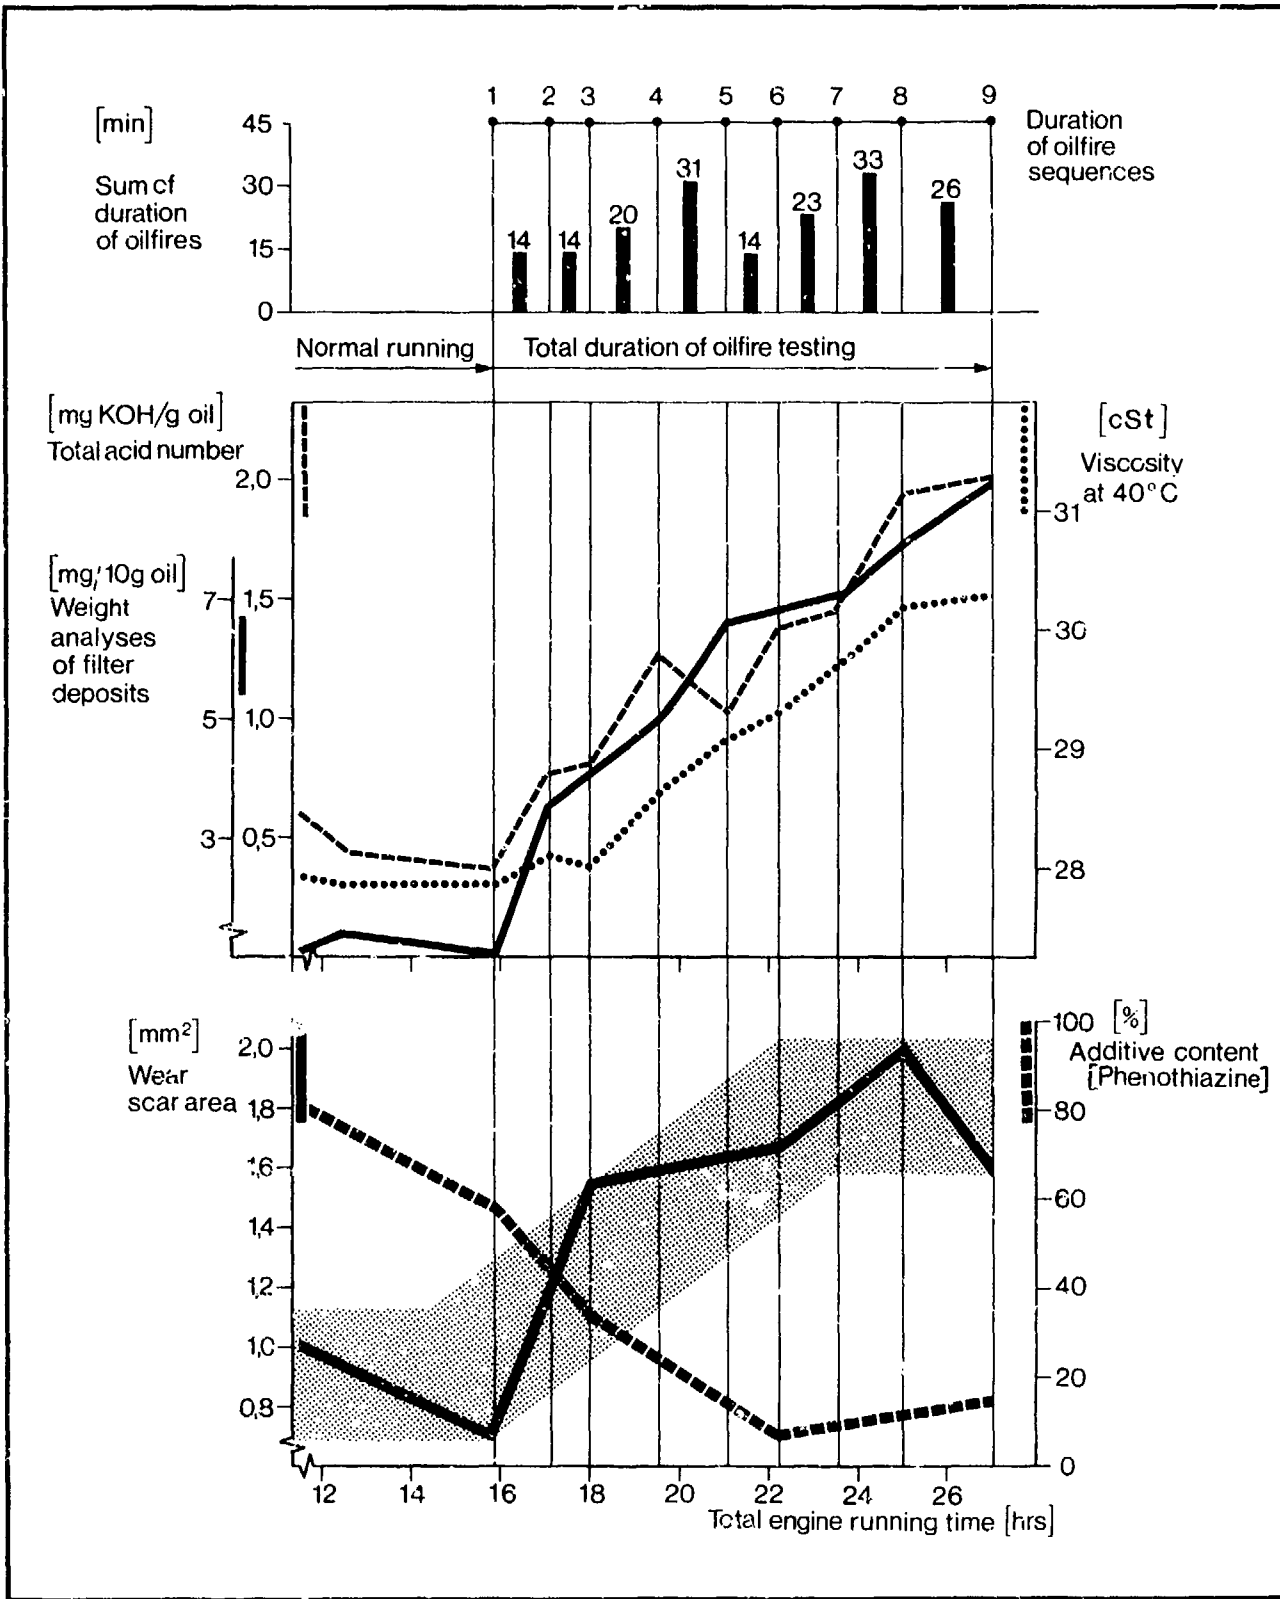 1 2 3 4 5 6 7 8 9
[min]
45
30
15
0
Sum of
duration
of oilfires
14 14 20 31 14 23 33 26
Duration
of oilfire
sequences
Normal running
Total duration of oilfire testing
[mg KOH/g oil]
Total acid number
2,0
1,5
1,0
0,5
[mg/10g oil]
Weight
analyses
of filter
deposits
7
5
3
[cSt]
Viscosity
at 40°C
31
30
29
28
[mm²]
Wear
scar area
2,0
1,8
1,6
1,4
1,2
1,0
0,8
100 [%]
Additive content
[Phenothiazine]
80
60
40
20
0
12 14 16 18 20 22 24 26
Total engine running time [hrs]